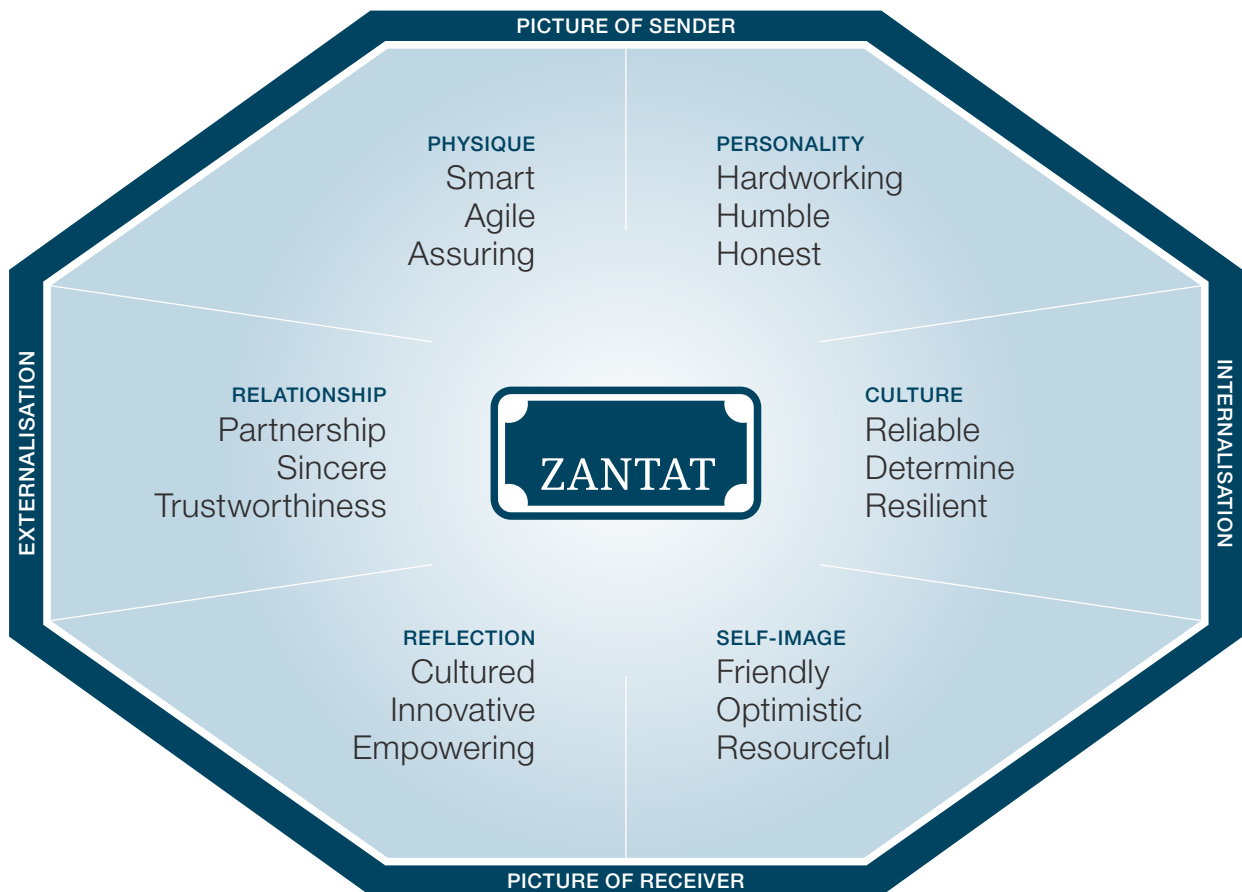 PICTURE OF SENDER
PHYSIQUE
Smart
Agile
Assuring
PERSONALITY
Hardworking
Humble
Honest
EXTERNALISATION
RELATIONSHIP
Partnership
Sincere
Trustworthiness
ZANTAT
CULTURE
Reliable
Determine
Resilient
INTERNALISATION
REFLECTION
Cultured
Innovative
Empowering
SELF-IMAGE
Friendly
Optimistic
Resourceful
PICTURE OF RECEIVER